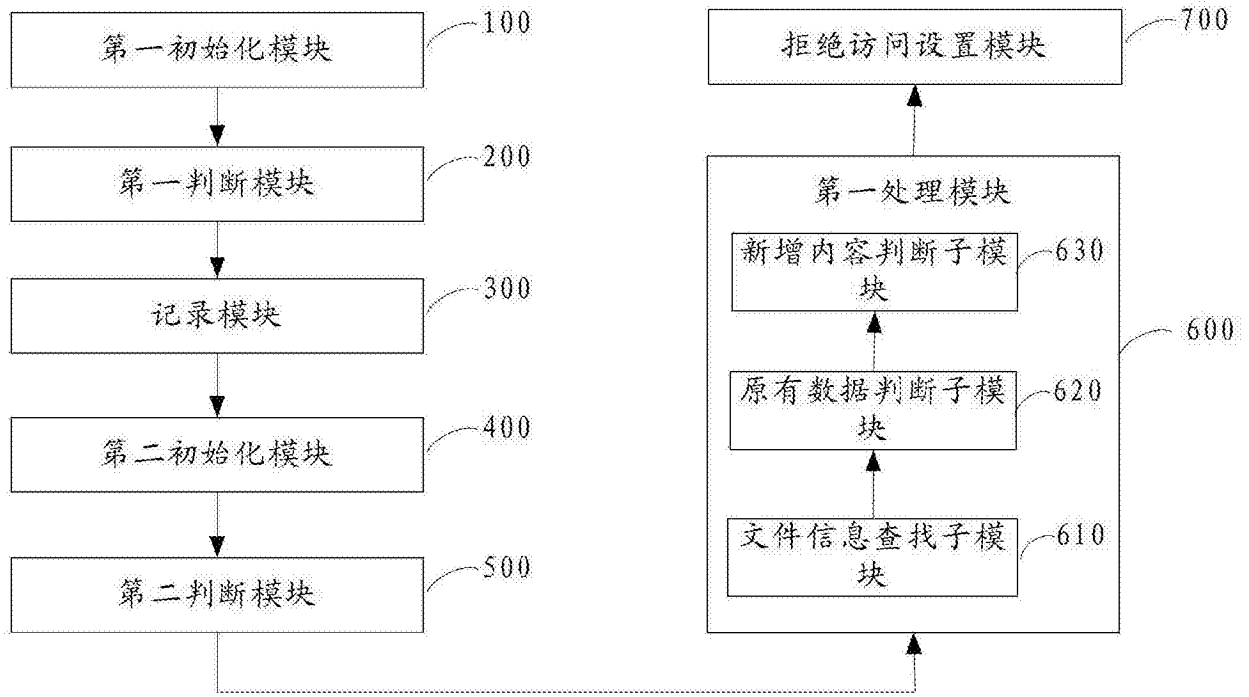 第一初始化模块
100
第一判断模块
200
记录模块
300
第二初始化模块
400
第二判断模块
500
拒绝访问设置模块
700
第一处理模块
600
新增内容判断子模
块
630
原有数据判断子模
块
620
文件信息查找子模
块
610